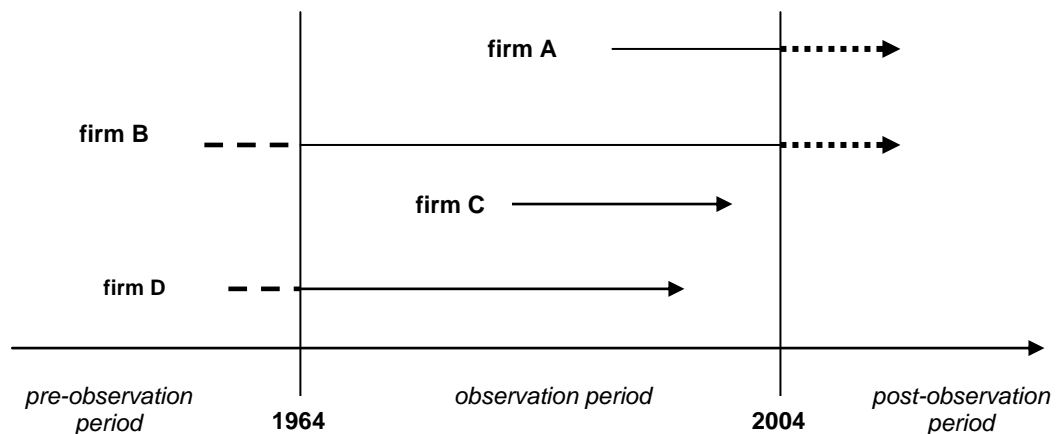 firm A
firm B
firm C
firm D
pre-observation
period
1964
observation period
2004
post-observation
period